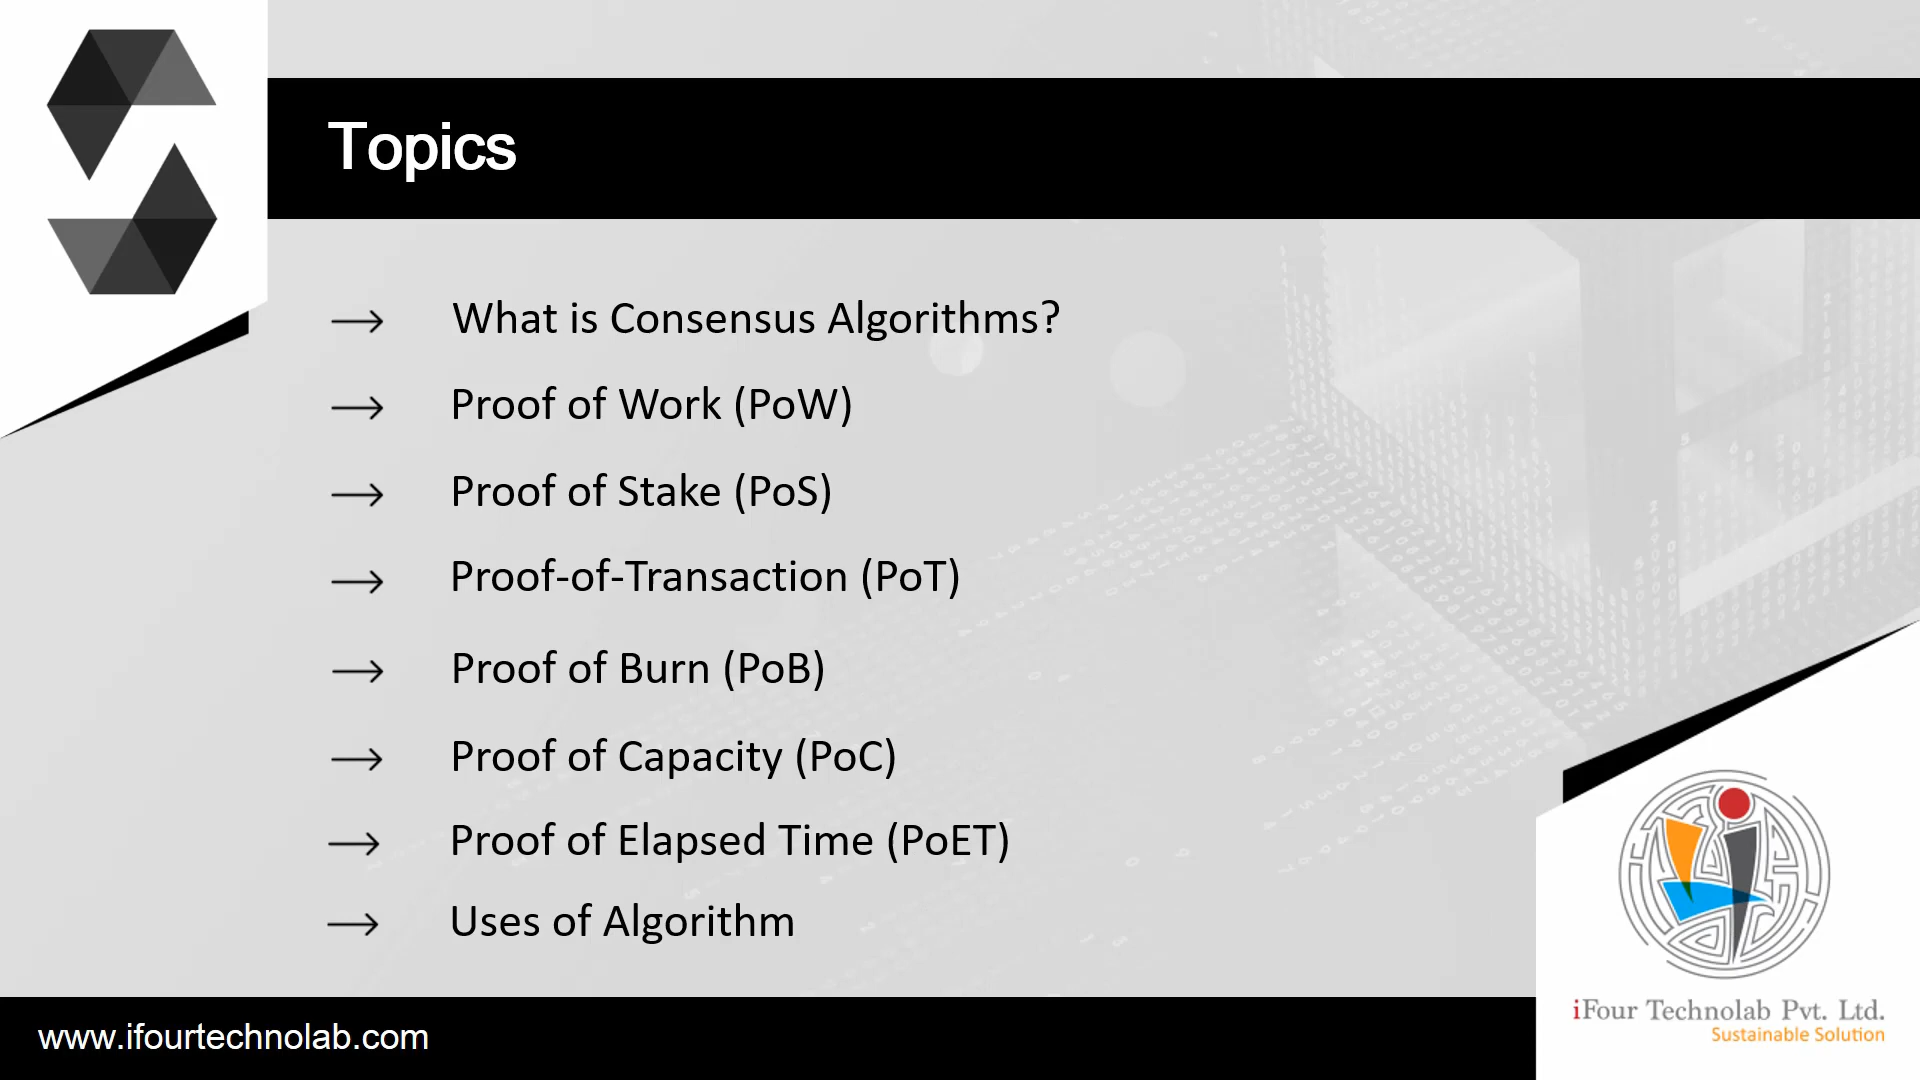 Topics
What is Consensus Algorithms?
Proof of Work (PoW)
Proof of Stake (PoS)
Proof-of-Transaction (PoT)
Proof of Burn (PoB)
Proof of Capacity (PoC)
Proof of Elapsed Time (PoET)
Uses of Algorithm
www.ifourtechnolab.com
iFour Technolab Pvt. Ltd.
Sustainable Solution